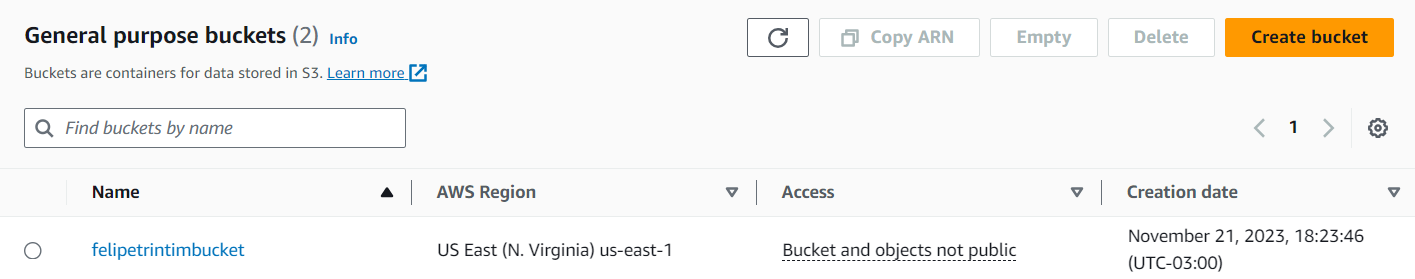 General purpose buckets (2) Info
Copy ARN
Empty
Delete
Create bucket
Buckets are containers for data stored in S3. Learn more
Find buckets by name
1
Name AWS Region Access Creation date
felipetrintimbucket US East (N. Virginia) us-east-1 Bucket and objects not public November 21, 2023, 18:23:46
(UTC-03:00)